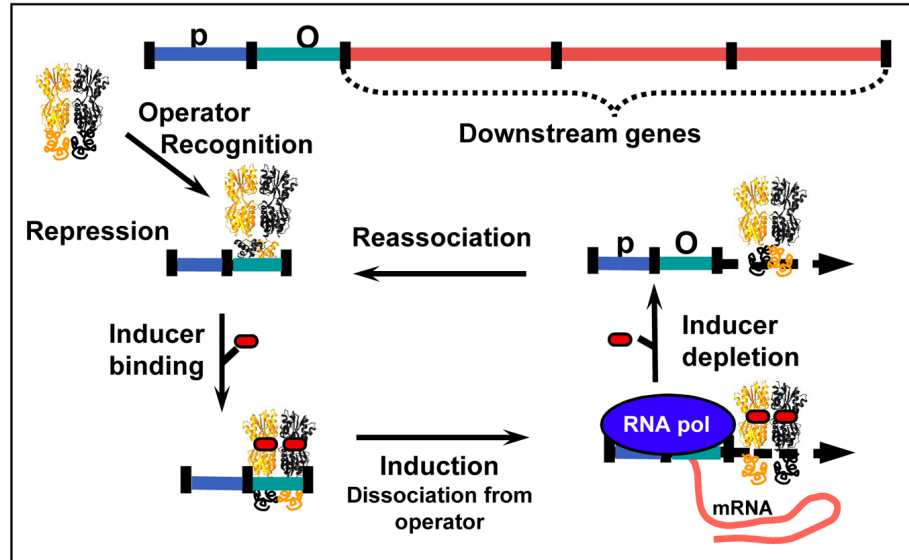 p
O
Operator
Recognition
Downstream genes
Repression
Reassociation
p
O
Inducer
binding
Inducer
depletion
RNA pol
Induction
Dissociation from
operator
mRNA